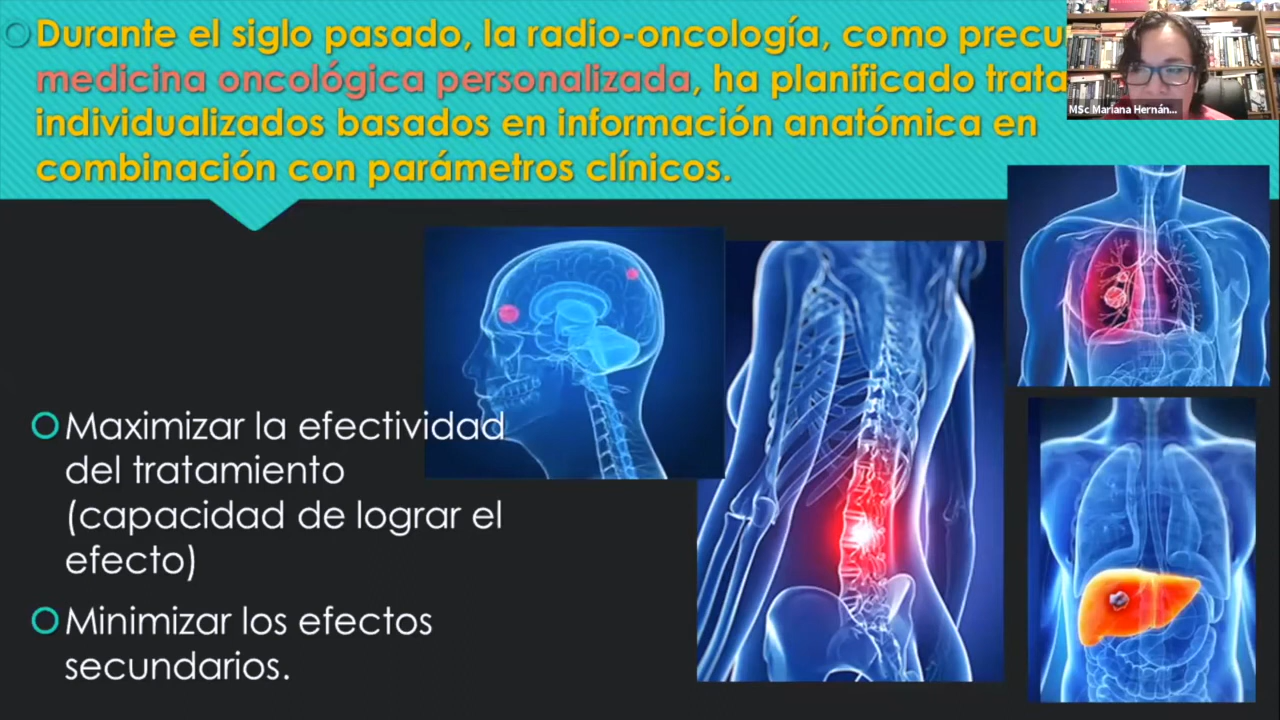 Durante el siglo pasado, la radio-oncología, como precu
medicina oncológica personalizada, ha planificado trata
individualizados basados en información anatómica en
combinación con parámetros clínicos.
MSc Mariana Hernán...
Maximizar la efectividad
del tratamiento
(capacidad de lograr el
efecto)
Minimizar los efectos
secundarios.